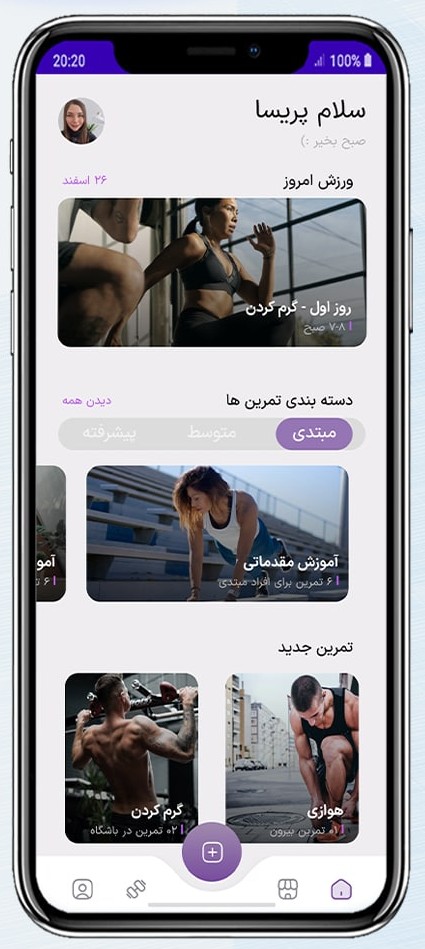 20:20 100%
سلام پریسا
صبح بخیر :)
ورزش امروز ۲۶ اسفند
روز اول - گرم کردن
۷-۸ صبح
دسته بندی تمرین ها دیدن همه
مبتدی متوسط پیشرفته
آموزش مقدماتی آمو
۶ تمرین برای افراد مبتدی ۶ ت
تمرین جدید
هوازی گرم کردن
۰۱ تمرین بیرون ۰۲ تمرین در باشگاه